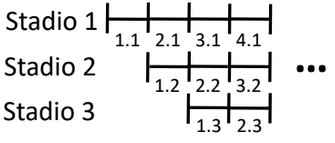 Stadio 1
1.1 2.1 3.1 4.1
Stadio 2
1.2 2.2 3.2
...
Stadio 3
1.3 2.3